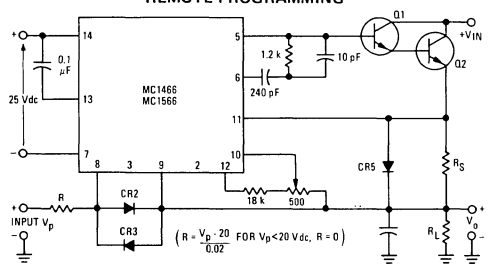 REMOTE PROGRAMMING
Q1
+VIN
Q2
14
5
1.2 k
10 pF
0.1
μF
MC1466
MC1566
6
240 pF
25 Vdc
13
11
7
10
8
3
9
2
12
CR5
RS
18 k
500
R
CR2
INPUT Vp
CR3
( R = Vp - 20 / 0.02 FOR Vp < 20 Vdc, R = 0 )
Vo
RL